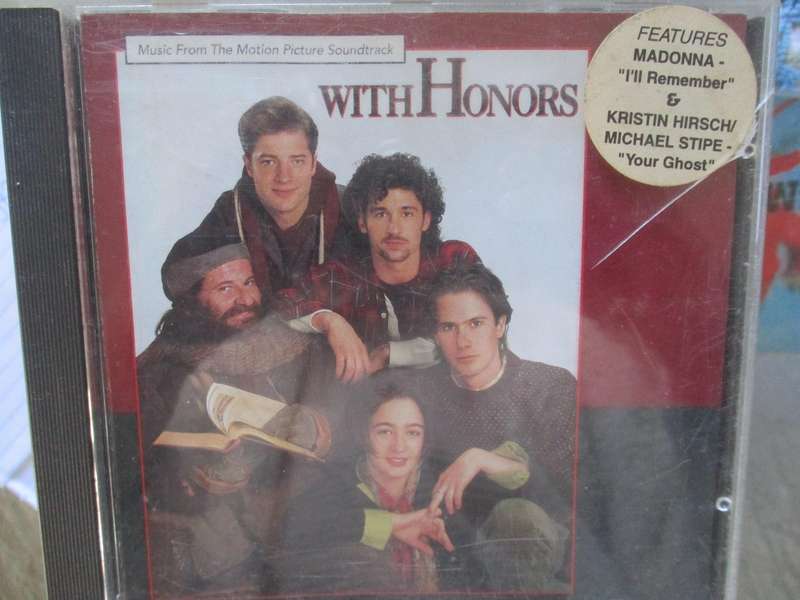 Music From The Motion Picture Soundtrack
WITH HONORS
FEATURES
MADONNA -
"I'll Remember"
&
KRISTIN HIRSCH/
MICHAEL STIPE -
"Your Ghost"